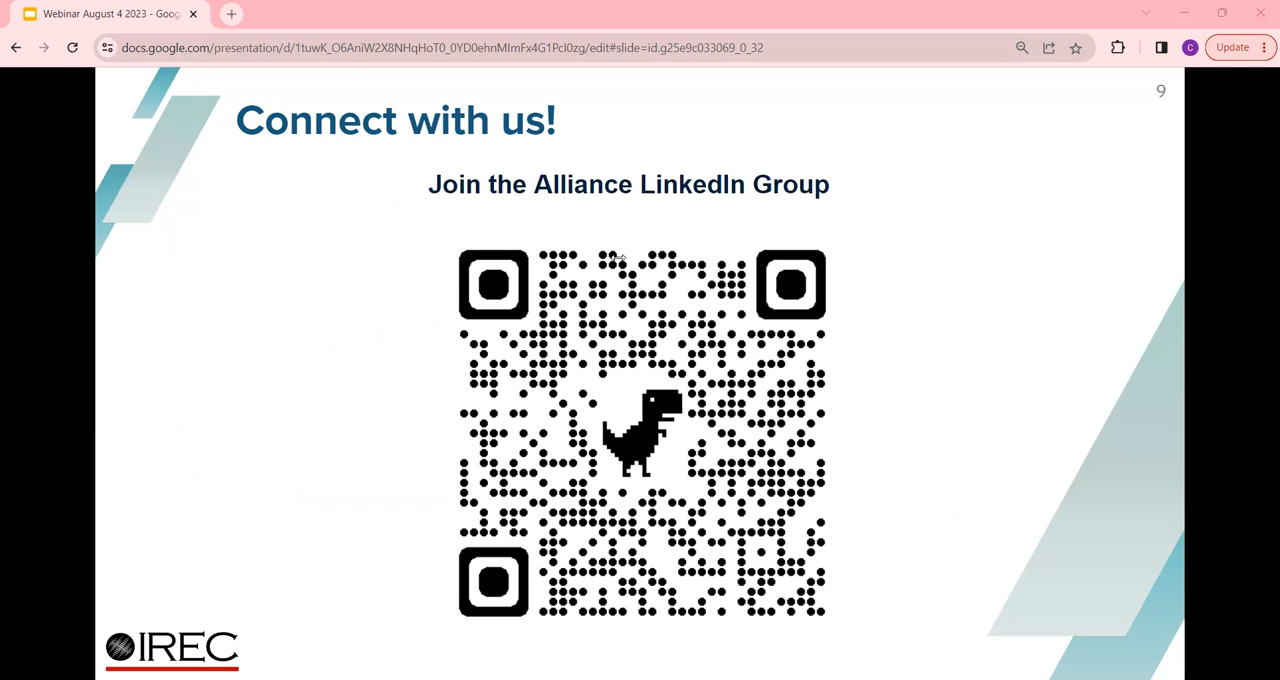 Webinar August 4 2023 - Goog
docs.google.com/presentation/d/1tuwK_O6AniW2X8NHqHoT0_0YD0ehnMImFx4G1PcI0zg/edit#slide=id.g25e9c033069_0_32
C
Update
9
Connect with us!
Join the Alliance LinkedIn Group
IREC